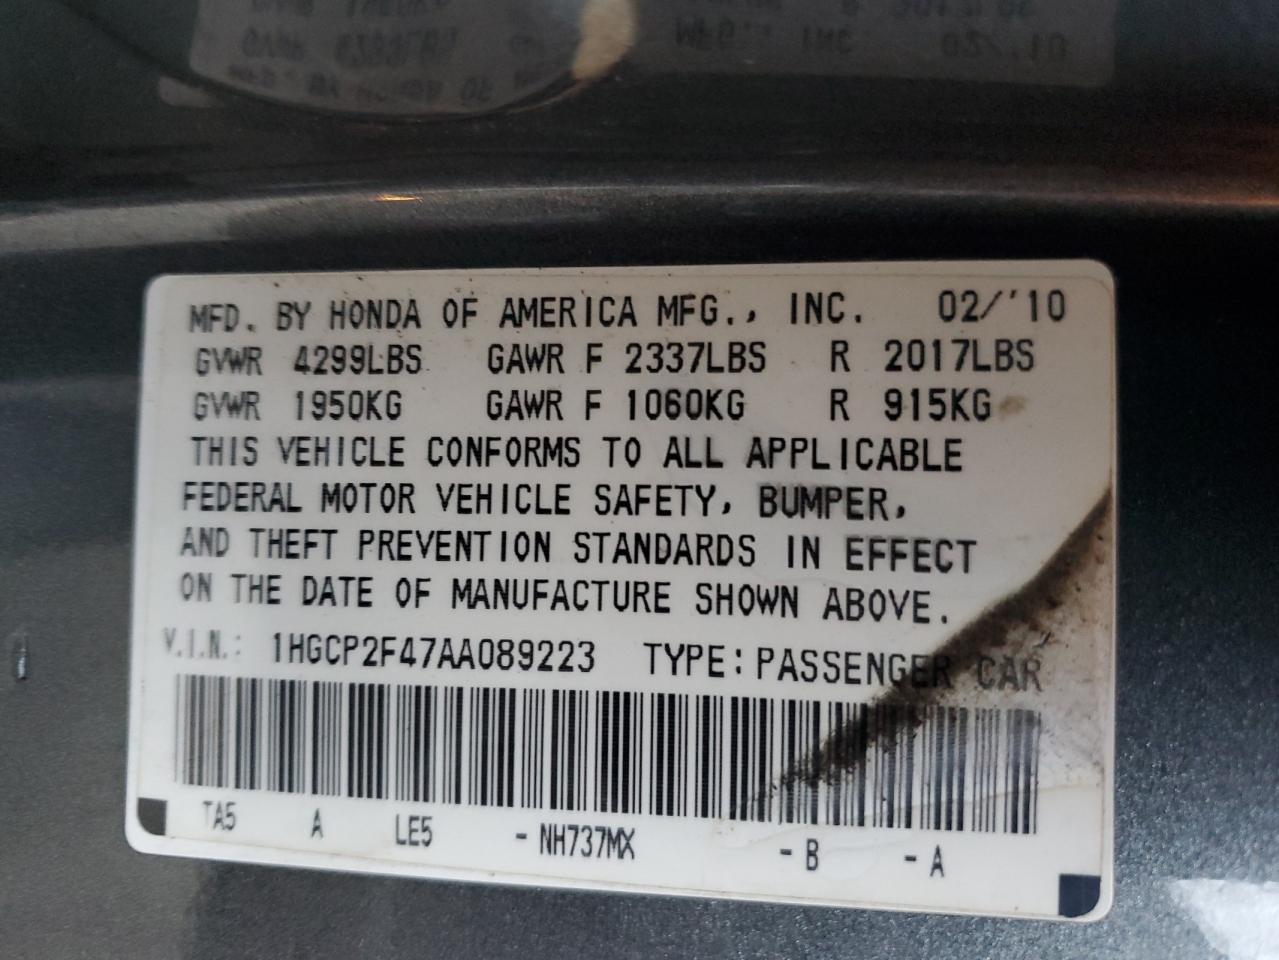 MFD. BY HONDA OF AMERICA MFG., INC. 02/'10
GVWR 4299LBS GAWR F 2337LBS R 2017LBS
GVWR 1950KG GAWR F 1060KG R 915KG
THIS VEHICLE CONFORMS TO ALL APPLICABLE
FEDERAL MOTOR VEHICLE SAFETY, BUMPER,
AND THEFT PREVENTION STANDARDS IN EFFECT
ON THE DATE OF MANUFACTURE SHOWN ABOVE.
V.I.N.: 1HGCP2F47AA089223 TYPE: PASSENGER CAR
TA5 A LE5 -NH737MX -B -A